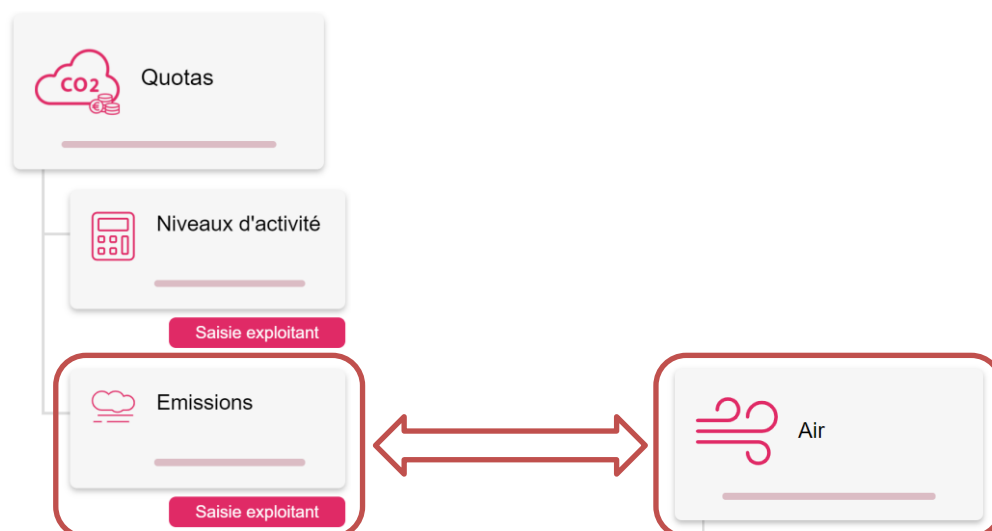 CO2
€
Quotas
Niveaux d'activité
Saisie exploitant
Emissions
Air
Saisie exploitant